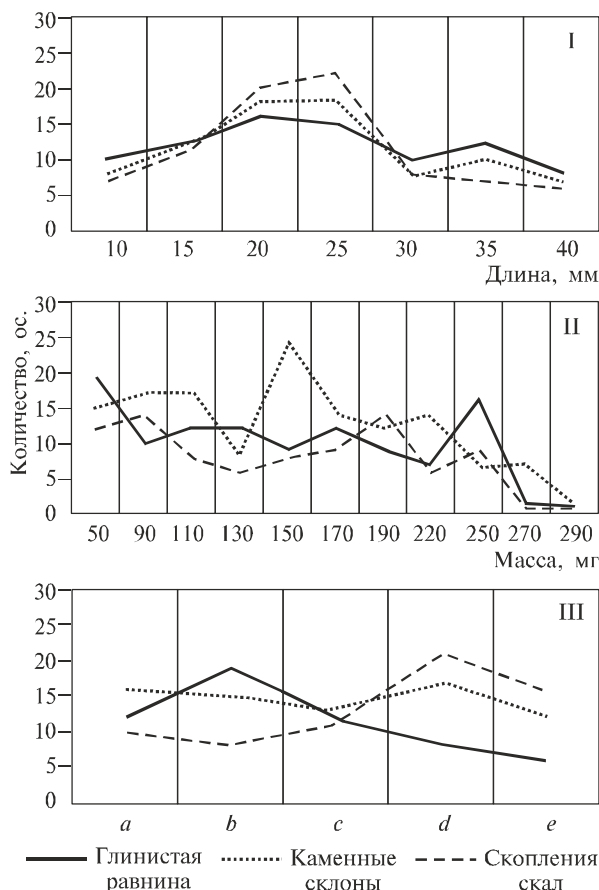 30 I
25
20
15
10
5
0
10 15 20 25 30 35 40
Длина, мм
Количество, ос.
30 II
25
20
15
10
5
0
50 90 110 130 150 170 190 220 250 270 290
Масса, мг
30 III
25
20
15
10
5
0
a b c d e
Глинистая Каменные Скопления
равнина склоны скал